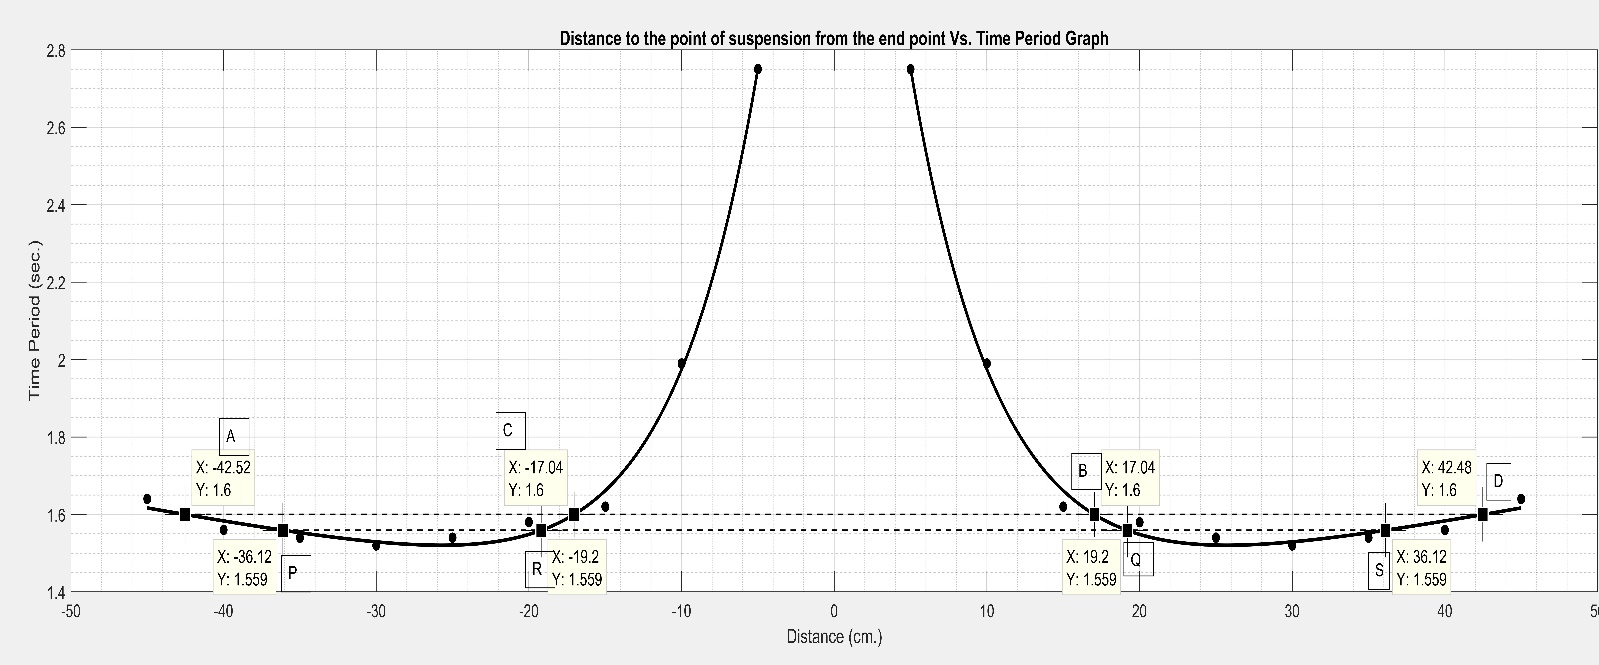 Distance to the point of suspension from the end point Vs. Time Period Graph
2.8
2.6
2.4
2.2
2
1.8
1.6
1.4
Time Period (sec.)
A
X: -42.52
Y: 1.6
C
X: -17.04
Y: 1.6
B
X: 17.04
Y: 1.6
X: 42.48
Y: 1.6
D
X: -36.12
Y: 1.559
P
R
X: -19.2
Y: 1.559
X: 19.2
Y: 1.559
Q
S
X: 36.12
Y: 1.559
-50 -40 -30 -20 -10 0 10 20 30 40
Distance (cm.)